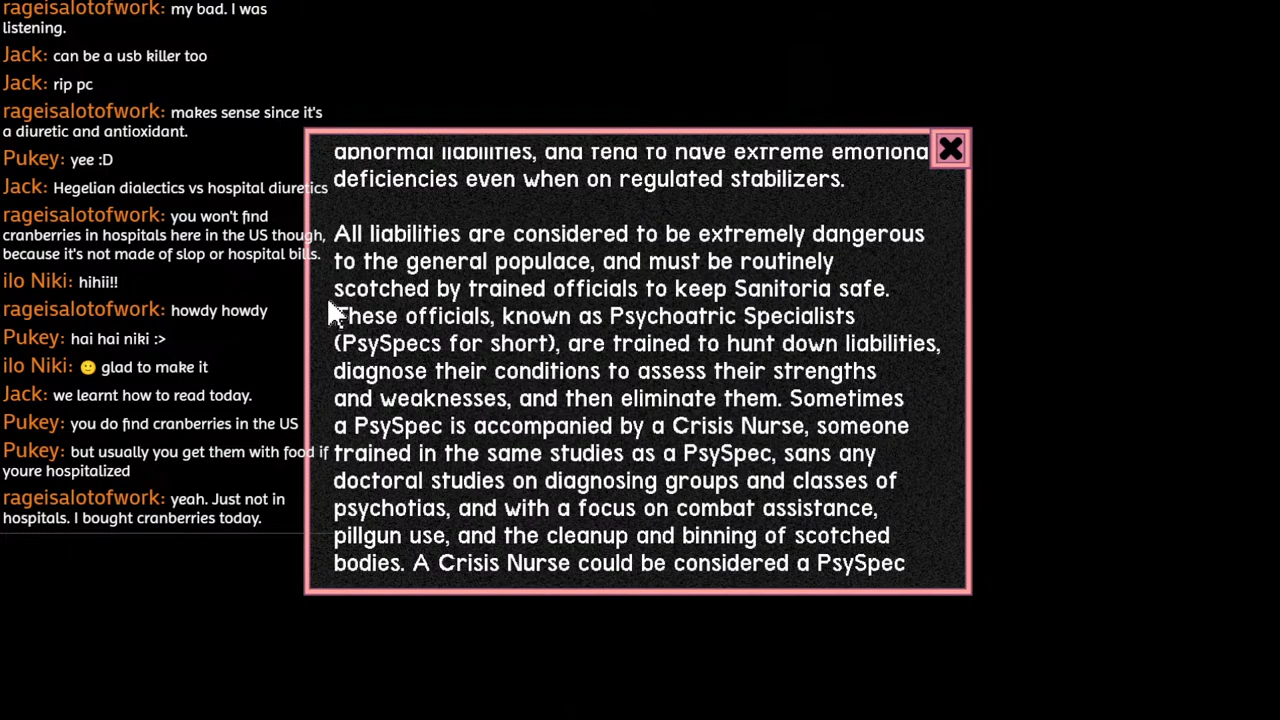 rageisalotofwork: my bad. I was
listening.
Jack: can be a usb killer too
Jack: rip pc
rageisalotofwork: makes sense since it's
a diuretic and antioxidant.
Pukey: yee :D
Jack: Hegelian dialectics vs hospital diuretics
rageisalotofwork: you won't find
cranberries in hospitals here in the US though,
because it's not made of slop or hospital bills.
ilo Niki: hihii!!
rageisalotofwork: howdy howdy
Pukey: hai hai niki :>
ilo Niki: 🙂 glad to make it
Jack: we learnt how to read today.
Pukey: you do find cranberries in the US
Pukey: but usually you get them with food if
youre hospitalized
rageisalotofwork: yeah. Just not in
hospitals. I bought cranberries today.
abnormal liabilities, and tend to have extreme emotiona
deficiencies even when on regulated stabilizers.
All liabilities are considered to be extremely dangerous
to the general populace, and must be routinely
scotched by trained officials to keep Sanitoria safe.
These officials, known as Psychoatric Specialists
(PsySpecs for short), are trained to hunt down liabilities,
diagnose their conditions to assess their strengths
and weaknesses, and then eliminate them. Sometimes
a PsySpec is accompanied by a Crisis Nurse, someone
trained in the same studies as a PsySpec, sans any
doctoral studies on diagnosing groups and classes of
psychotias, and with a focus on combat assistance,
pillgun use, and the cleanup and binning of scotched
bodies. A Crisis Nurse could be considered a PsySpec